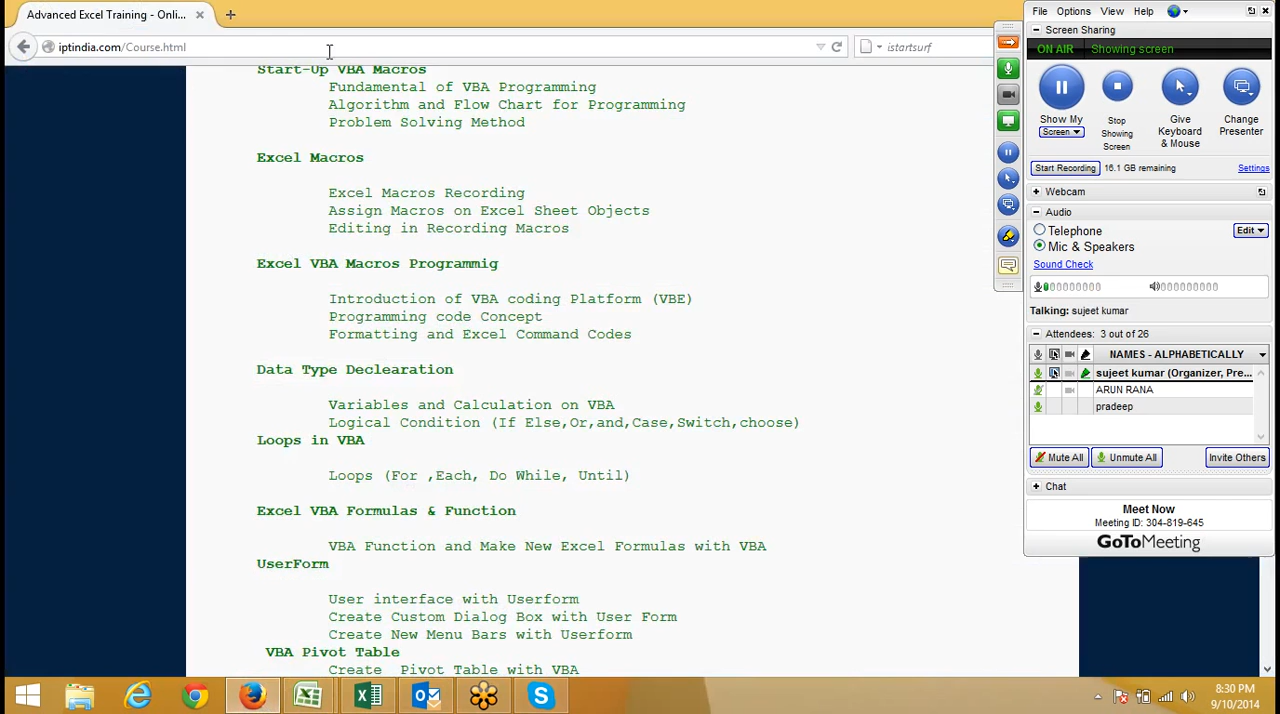 Advanced Excel Training - Onli...
iptindia.com/Course.html
istartsurf
Start-Up VBA Macros
Fundamental of VBA Programming
Algorithm and Flow Chart for Programming
Problem Solving Method
Excel Macros
Excel Macros Recording
Assign Macros on Excel Sheet Objects
Editing in Recording Macros
Excel VBA Macros Programmig
Introduction of VBA coding Platform (VBE)
Programming code Concept
Formatting and Excel Command Codes
Data Type Declearation
Variables and Calculation on VBA
Logical Condition (If Else,Or,and,Case,Switch,choose)
Loops in VBA
Loops (For ,Each, Do While, Until)
Excel VBA Formulas & Function
VBA Function and Make New Excel Formulas with VBA
UserForm
User interface with Userform
Create Custom Dialog Box with User Form
Create New Menu Bars with Userform
VBA Pivot Table
Create Pivot Table with VBA
File Options View Help
Screen Sharing
ON AIR Showing screen
Show My
Screen
Stop
Showing
Screen
Give
Keyboard
& Mouse
Change
Presenter
Start Recording 16.1 GB remaining Settings
Webcam
Audio
Telephone Edit
Mic & Speakers
Sound Check
Talking: sujeet kumar
Attendees: 3 out of 26
NAMES - ALPHABETICALLY
sujeet kumar (Organizer, Pre...
ARUN RANA
pradeep
Mute All Unmute All Invite Others
Chat
Meet Now
Meeting ID: 304-819-645
GoToMeeting
8:30 PM
9/10/2014